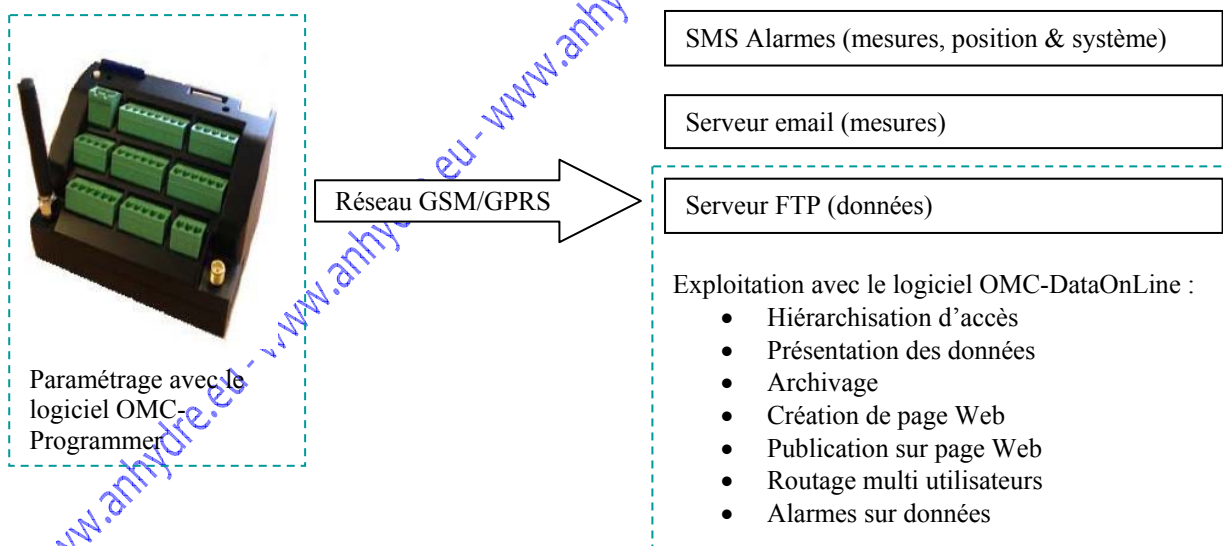 Paramétrage avec le
logiciel OMC-
Programmer
Réseau GSM/GPRS
SMS Alarmes (mesures, position & système)
Serveur email (mesures)
Serveur FTP (données)
Exploitation avec le logiciel OMC-DataOnLine :
• Hiérarchisation d’accès
• Présentation des données
• Archivage
• Création de page Web
• Publication sur page Web
• Routage multi utilisateurs
• Alarmes sur données
www.anhydre.eu - www.anhydre.eu - www.anhy